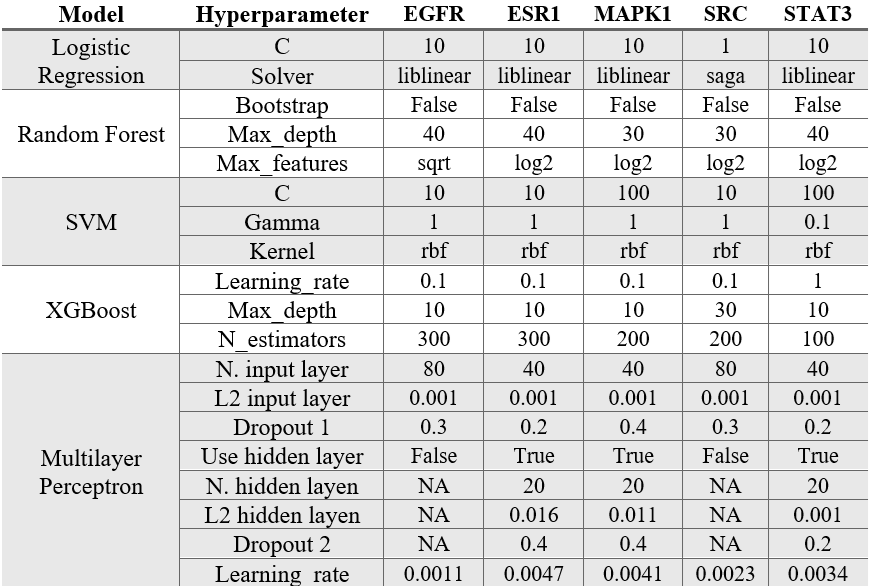 Model Hyperparameter EGFR ESR1 MAPK1 SRC STAT3
Logistic Regression C 10 10 10 1 10
Solver liblinear liblinear liblinear saga liblinear
Random Forest Bootstrap False False False False False
Max_depth 40 40 30 30 40
Max_features sqrt log2 log2 log2 log2
SVM C 10 10 100 10 100
Gamma 1 1 1 1 0.1
Kernel rbf rbf rbf rbf rbf
XGBoost Learning_rate 0.1 0.1 0.1 0.1 1
Max_depth 10 10 10 30 10
N_estimators 300 300 200 200 100
Multilayer Perceptron N. input layer 80 40 40 80 40
L2 input layer 0.001 0.001 0.001 0.001 0.001
Dropout 1 0.3 0.2 0.4 0.3 0.2
Use hidden layer False True True False True
N. hidden layen NA 20 20 NA 20
L2 hidden layen NA 0.016 0.011 NA 0.001
Dropout 2 NA 0.4 0.4 NA 0.2
Learning_rate 0.0011 0.0047 0.0041 0.0023 0.0034